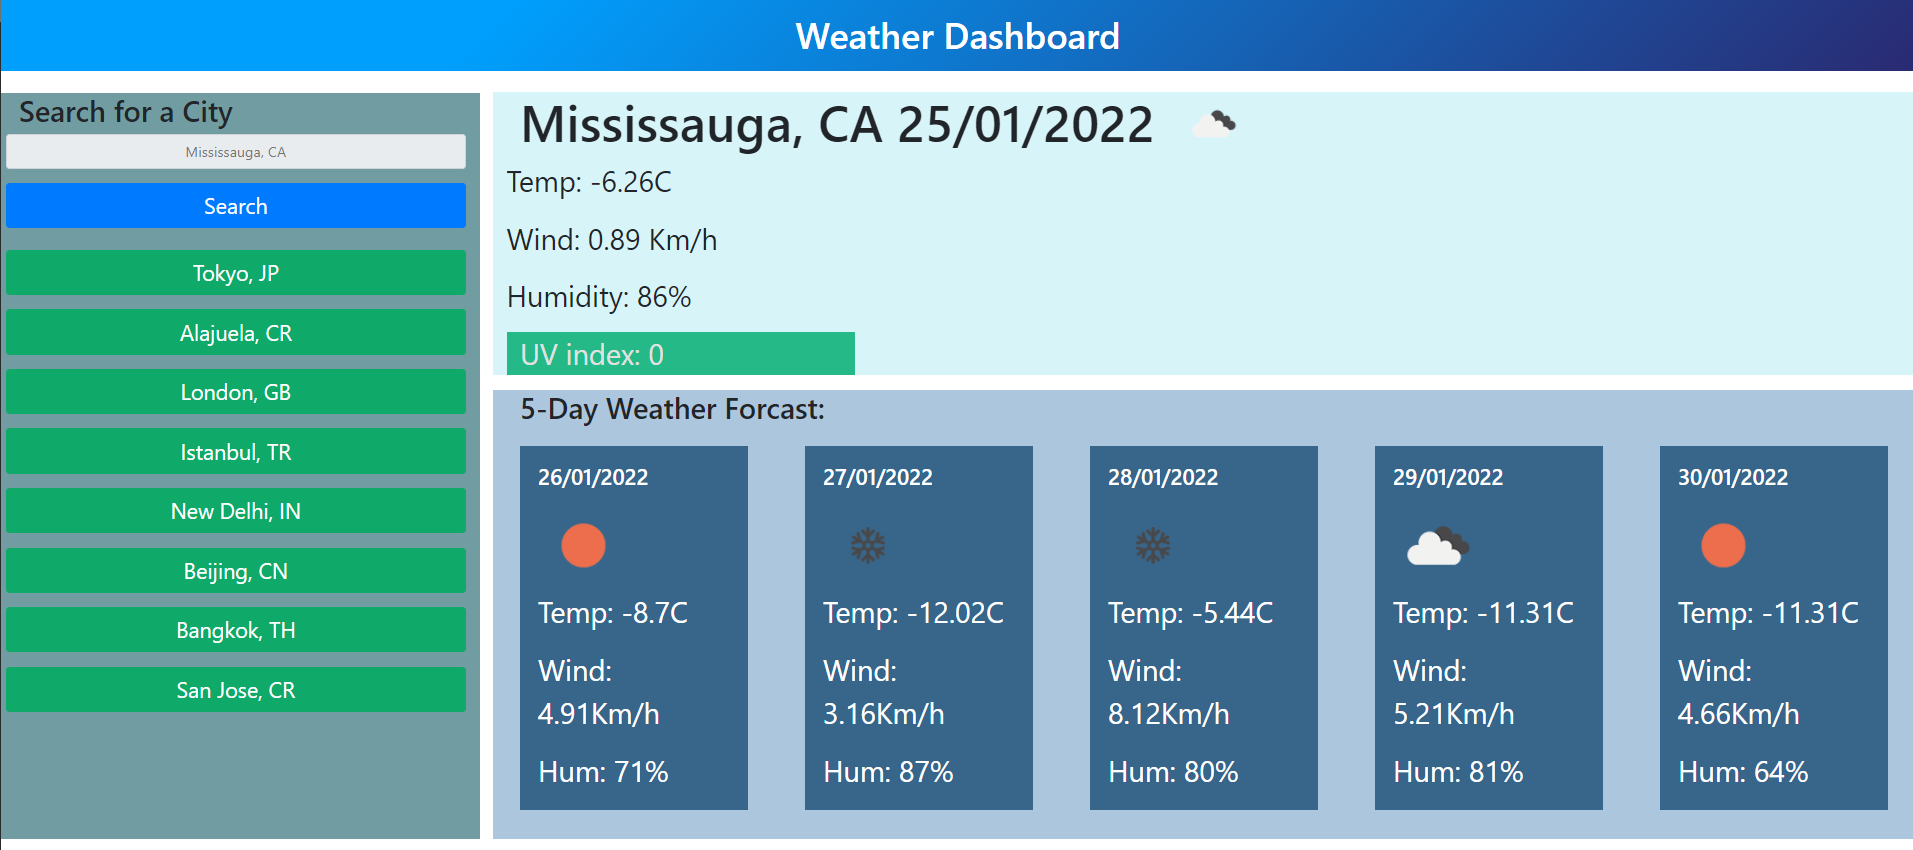 Weather Dashboard
Search for a City
Mississauga, CA
Search
Tokyo, JP
Alajuela, CR
London, GB
Istanbul, TR
New Delhi, IN
Beijing, CN
Bangkok, TH
San Jose, CR
Mississauga, CA 25/01/2022
Temp: -6.26C
Wind: 0.89 Km/h
Humidity: 86%
UV index: 0
5-Day Weather Forcast:
26/01/2022
Temp: -8.7C
Wind:
4.91Km/h
Hum: 71%
27/01/2022
Temp: -12.02C
Wind:
3.16Km/h
Hum: 87%
28/01/2022
Temp: -5.44C
Wind:
8.12Km/h
Hum: 80%
29/01/2022
Temp: -11.31C
Wind:
5.21Km/h
Hum: 81%
30/01/2022
Temp: -11.31C
Wind:
4.66Km/h
Hum: 64%